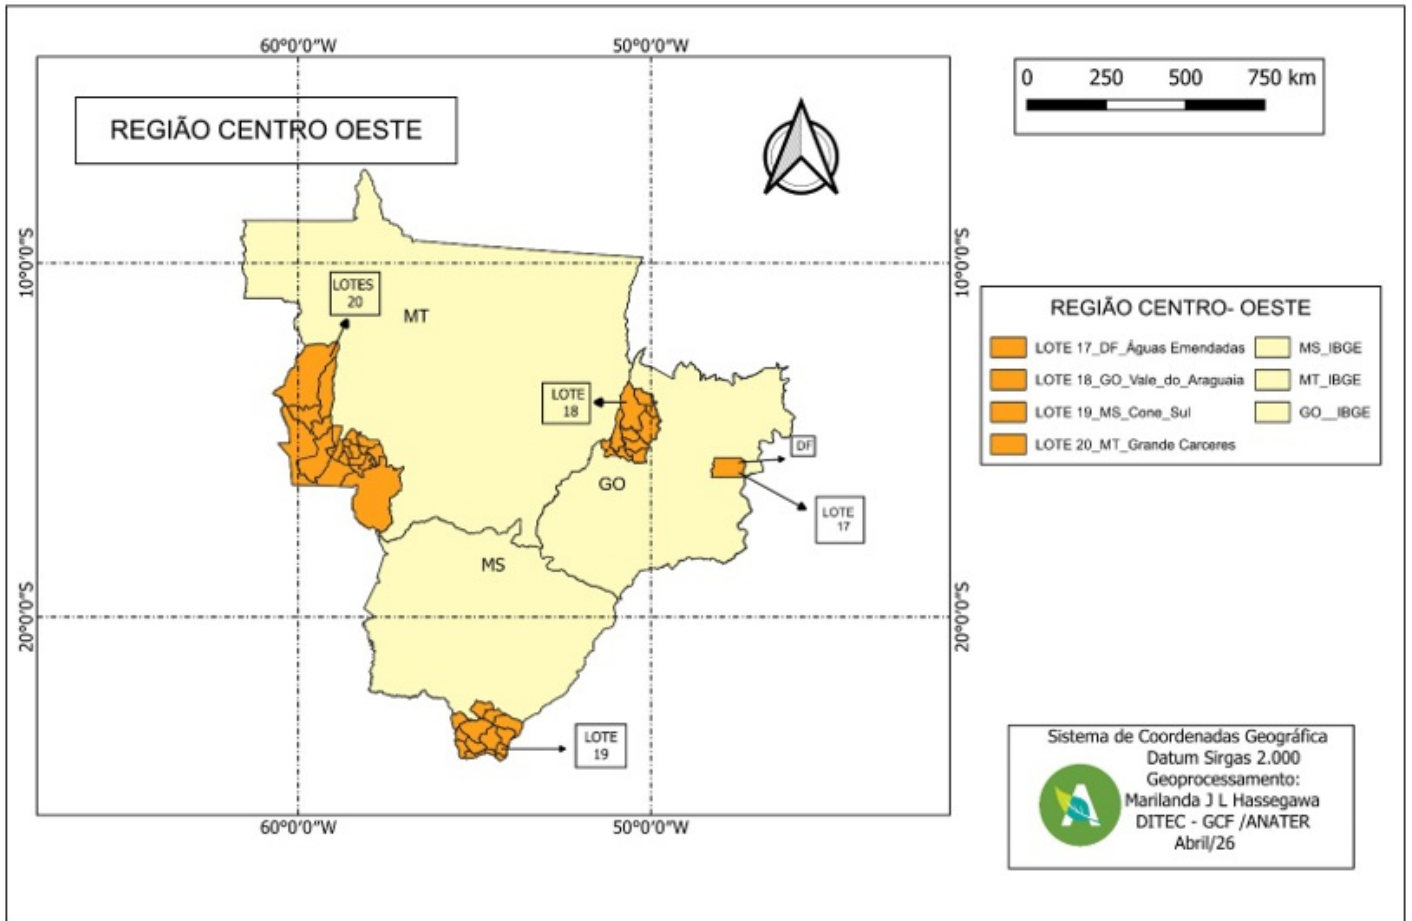 60°0'0"W
50°0'0"W
0 250 500 750 km
REGIÃO CENTRO OESTE
10°0'0"S
10°0'0"S
LOTES
20
MT
LOTE
18
DF
GO
LOTE
17
MS
20°0'0"S
20°0'0"S
LOTE
19
60°0'0"W
50°0'0"W
REGIÃO CENTRO- OESTE
LOTE 17_DF_Águas Emendadas
MS_IBGE
LOTE 18_GO_Vale_do_Araguaia
MT_IBGE
LOTE 19_MS_Cone_Sul
GO__IBGE
LOTE 20_MT_Grande Carceres
Sistema de Coordenadas Geográfica
Datum Sirgas 2.000
Geoprocessamento:
Marilanda J L Hassegawa
DITEC - GCF /ANATER
Abril/26